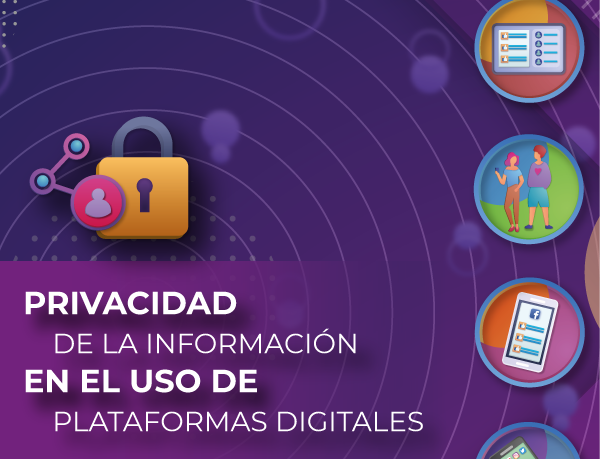 PRIVACIDAD
DE LA INFORMACIÓN
EN EL USO DE
PLATAFORMAS DIGITALES